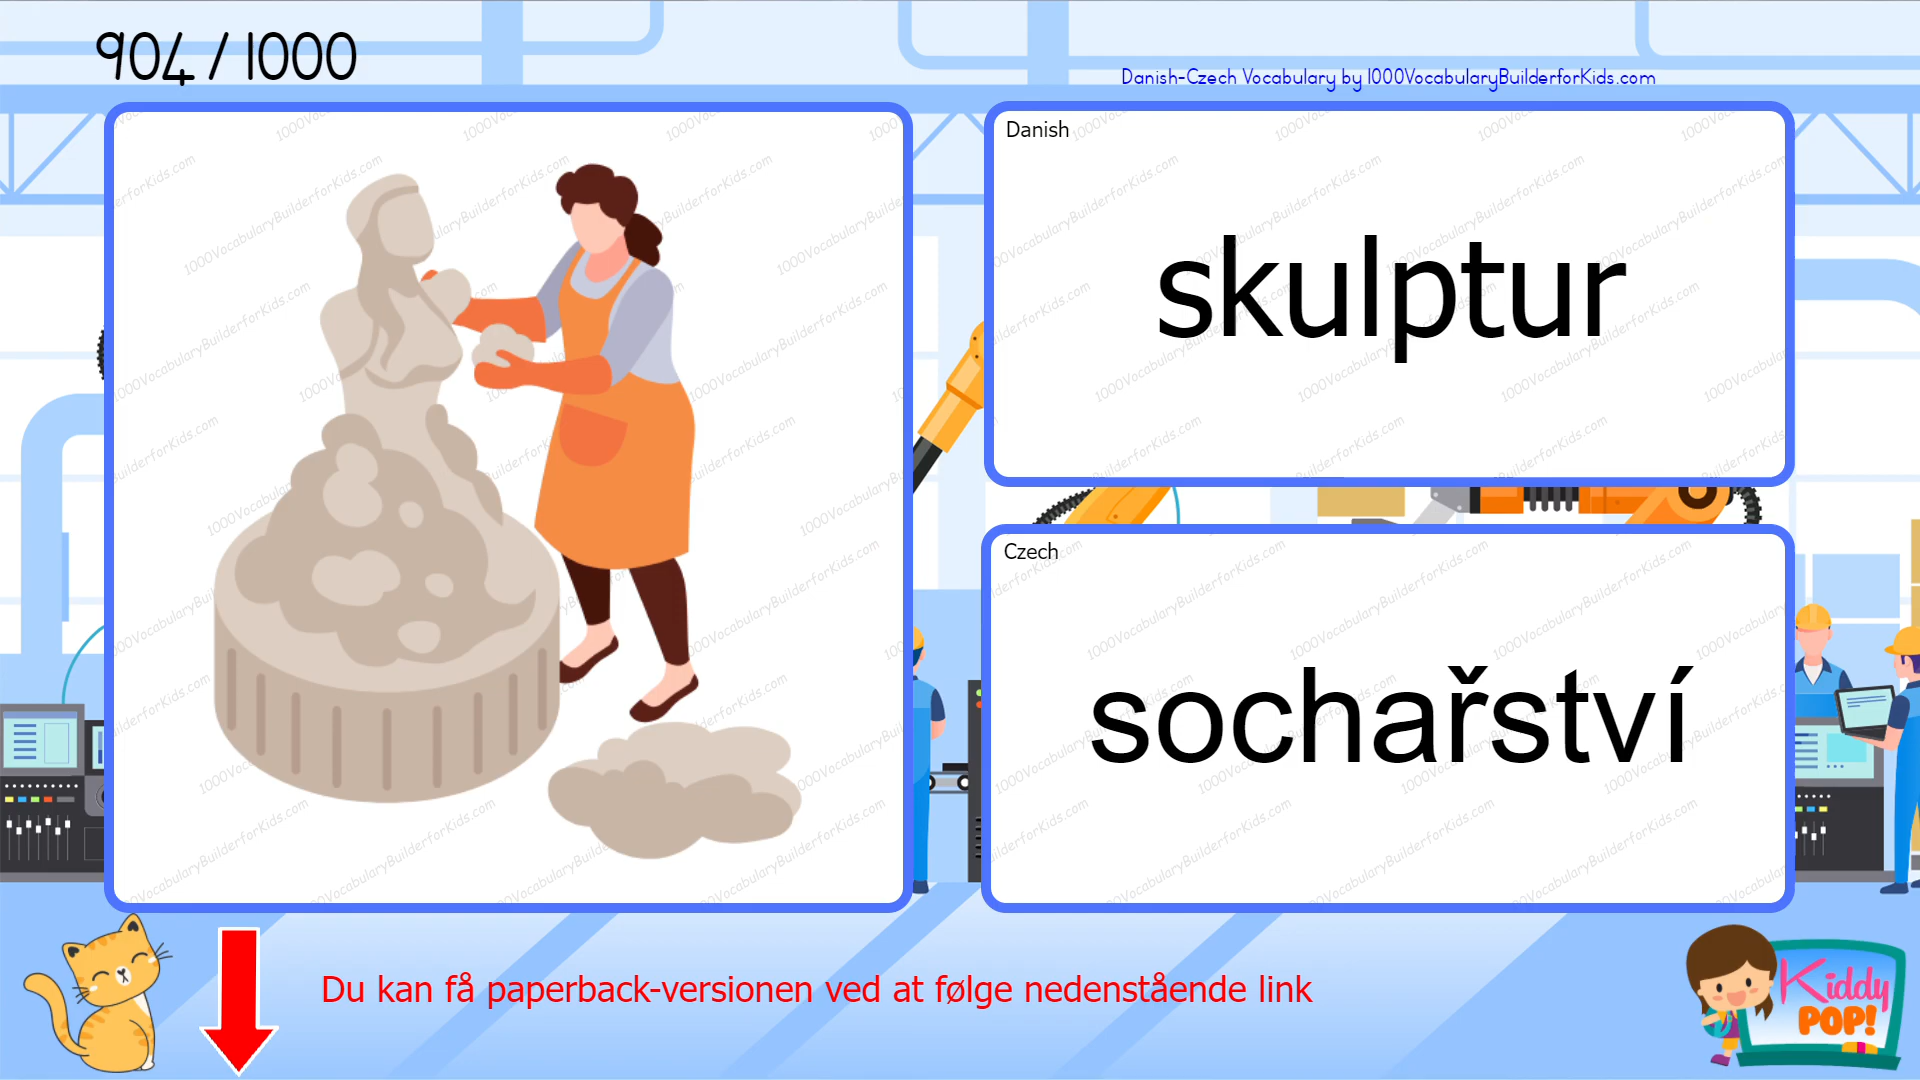 904 / 1000
Danish-Czech Vocabulary by 1000VocabularyBuilderforKids.com
Danish
skulptur
Czech
sochařství
Du kan få paperback-versionen ved at følge nedenstående link
Kiddy
POP!